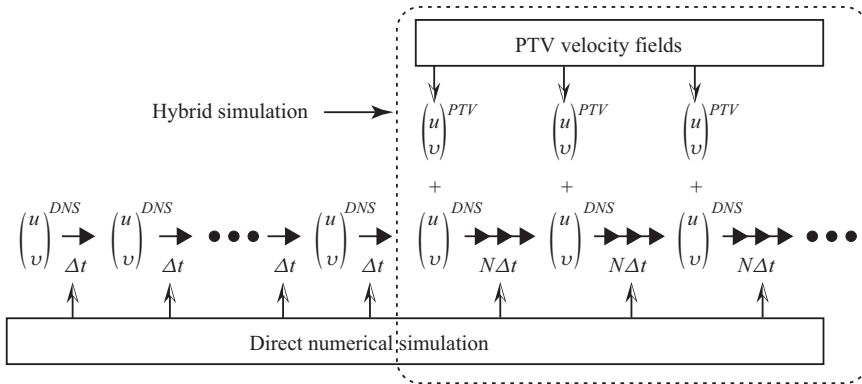 PTV velocity fields
Hybrid simulation
(u υ)^PTV (u υ)^PTV (u υ)^PTV
+ + +
(u υ)^DNS (u υ)^DNS ••• (u υ)^DNS (u υ)^DNS (u υ)^DNS (u υ)^DNS •••
Δt Δt Δt Δt NΔt NΔt NΔt
Direct numerical simulation